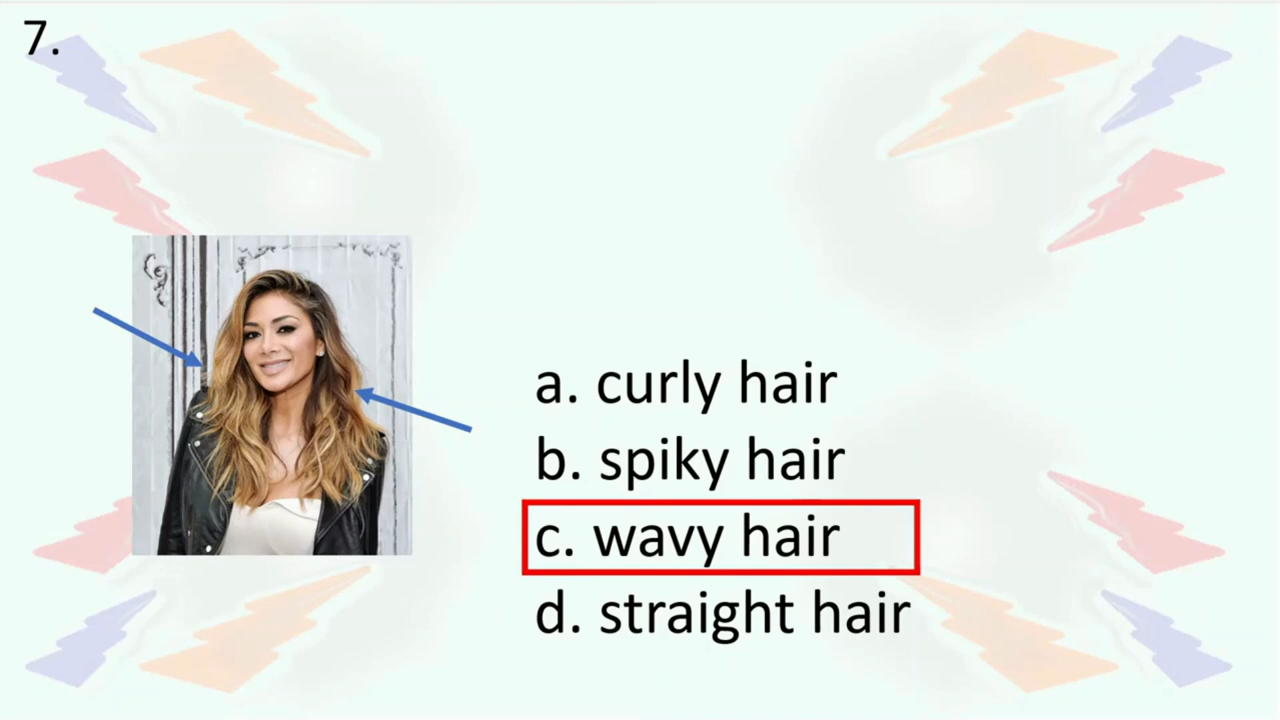 7.
a. curly hair
b. spiky hair
c. wavy hair
d. straight hair